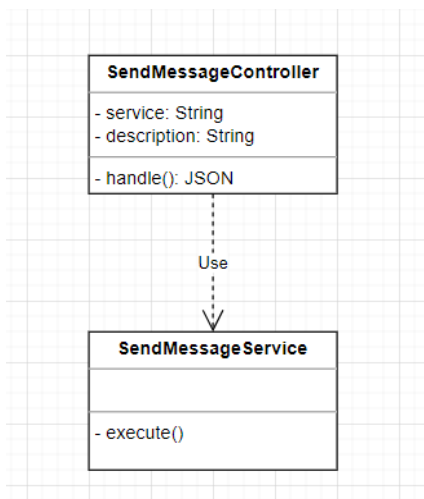 SendMessageController
- service: String
- description: String
- handle(): JSON
Use
SendMessageService
- execute()